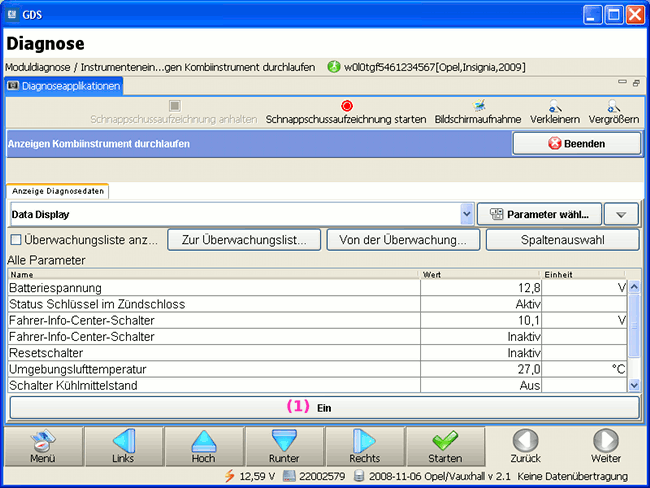 GDS
Diagnose
Moduldiagnose / Instrumentenein...gen Kombiinstrument durchlaufen w0l0tgf5461234567[Opel,Insignia,2009]
Diagnoseapplikationen
Schnappschussaufzeichnung anhalten Schnappschussaufzeichnung starten Bildschirmaufnahme Verkleinern Vergrößern
Anzeigen Kombiinstrument durchlaufen Beenden
Anzeige Diagnosedaten
Data Display Parameter wähl...
Überwachungsliste anz... Zur Überwachungslist... Von der Überwachung... Spaltenauswahl
Alle Parameter
Name Wert Einheit
Batteriespannung 12,8 V
Status Schlüssel im Zündschloss Aktiv
Fahrer-Info-Center-Schalter 10,1 V
Fahrer-Info-Center-Schalter Inaktiv
Resetschalter Inaktiv
Umgebungslufttemperatur 27,0 °C
Schalter Kühlmittelstand Aus
(1) Ein
Menü Links Hoch Runter Rechts Starten Zurück Weiter
12,59 V 22002579 2008-11-06 Opel/Vauxhall v 2.1 Keine Datenübertragung